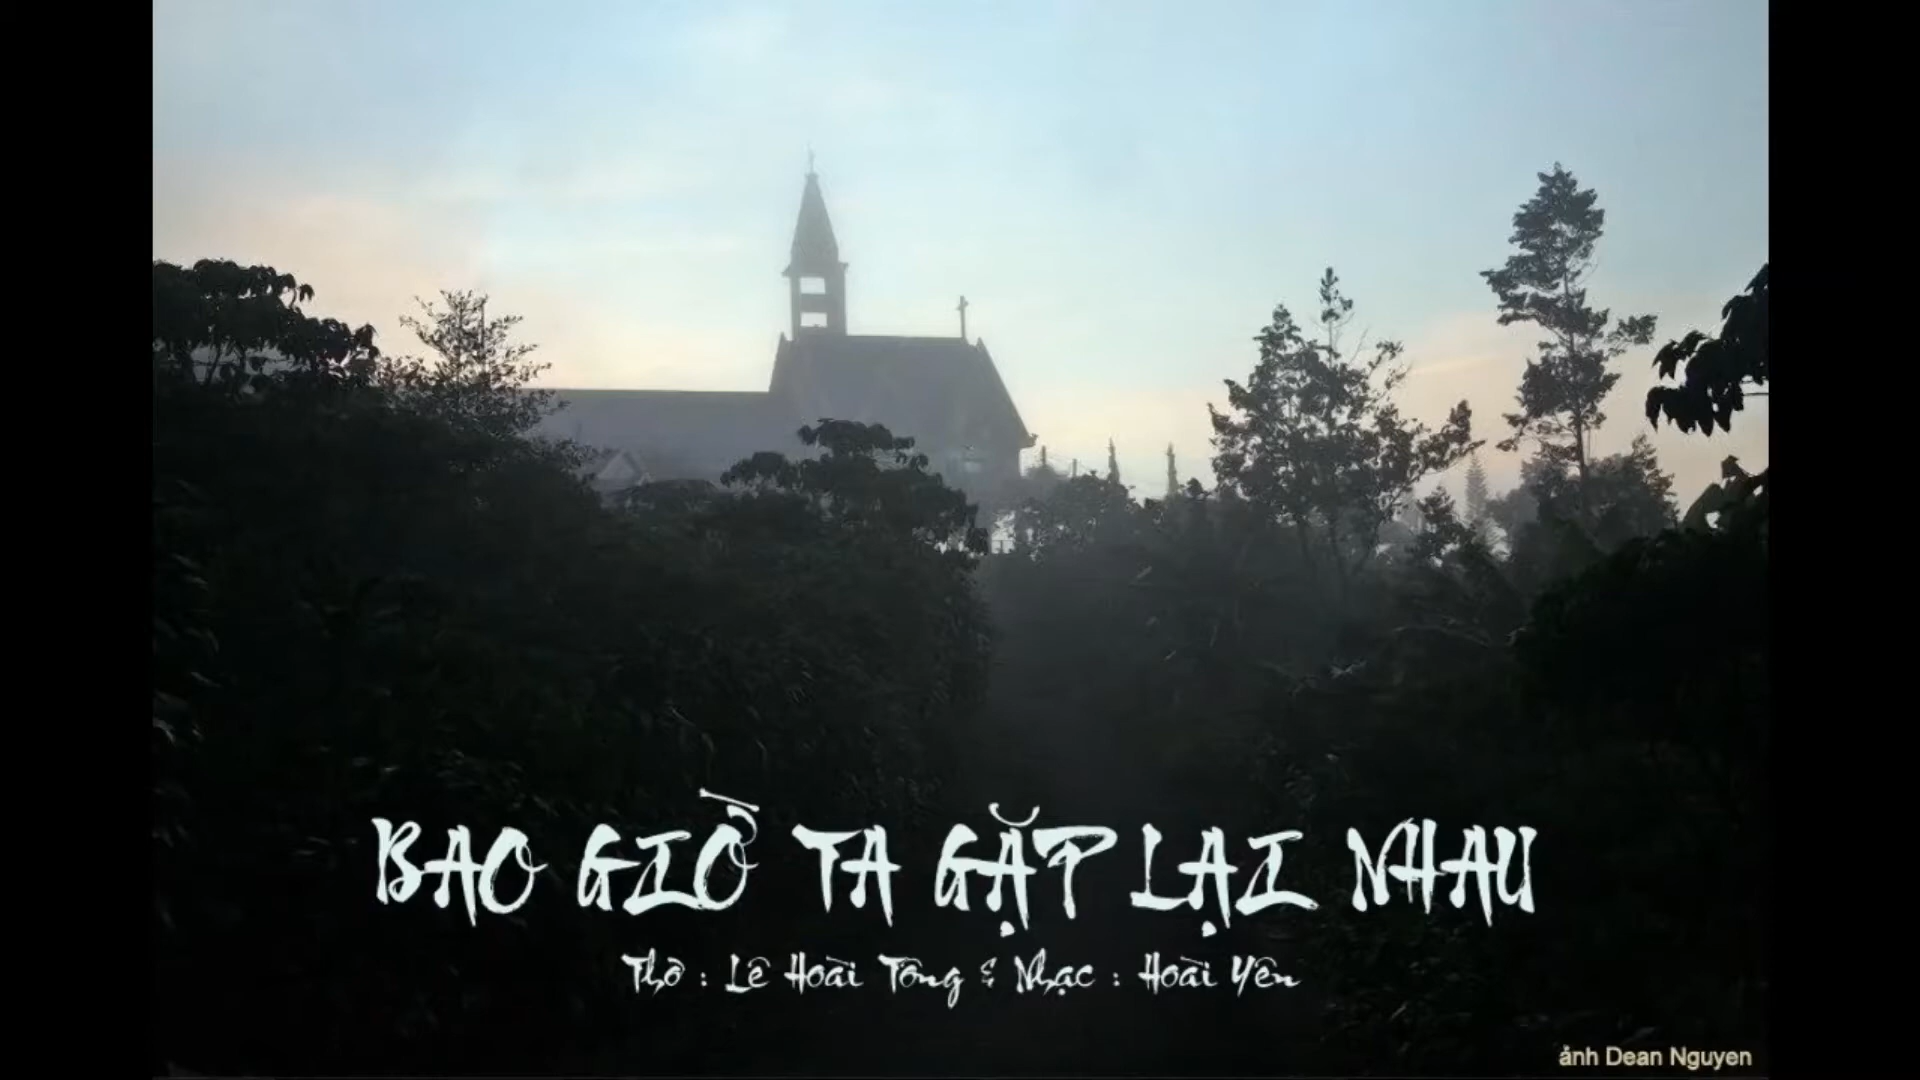 BAO GIỜ TA GẶP LẠI NHAU
Thơ : Lê Hoài Tông & Nhạc : Hoài Yên
ảnh Dean Nguyen